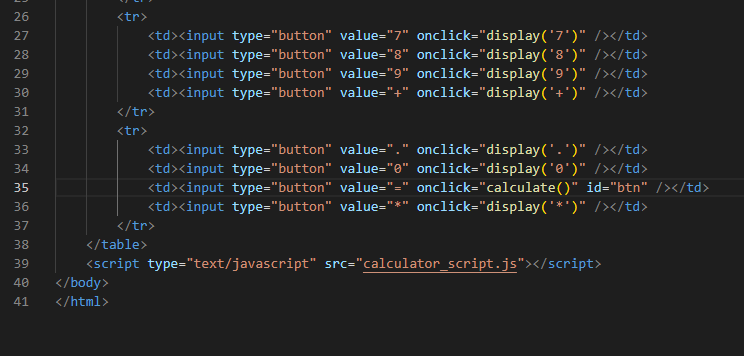 26 <tr>
27 <td><input type="button" value="7" onclick="display('7')" /></td>
28 <td><input type="button" value="8" onclick="display('8')" /></td>
29 <td><input type="button" value="9" onclick="display('9')" /></td>
30 <td><input type="button" value="+" onclick="display('+')" /></td>
31 </tr>
32 <tr>
33 <td><input type="button" value="." onclick="display('.')" /></td>
34 <td><input type="button" value="0" onclick="display('0')" /></td>
35 <td><input type="button" value="=" onclick="calculate()" id="btn" /></td>
36 <td><input type="button" value="*" onclick="display('*')" /></td>
37 </tr>
38 </table>
39 <script type="text/javascript" src="calculator_script.js"></script>
40 </body>
41 </html>